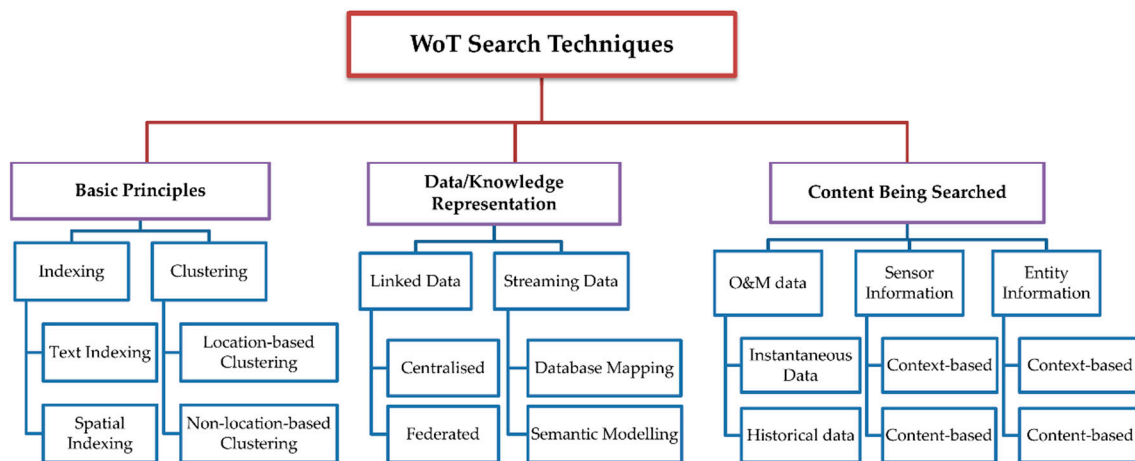 WoT Search Techniques
Basic Principles
Data/Knowledge
Representation
Content Being Searched
Indexing
Clustering
Linked Data
Streaming Data
O&M data
Sensor
Information
Entity
Information
Text Indexing
Location-based
Clustering
Centralised
Database Mapping
Instantaneous
Data
Context-based
Context-based
Spatial
Indexing
Non-location-based
Clustering
Federated
Semantic Modelling
Historical data
Content-based
Content-based